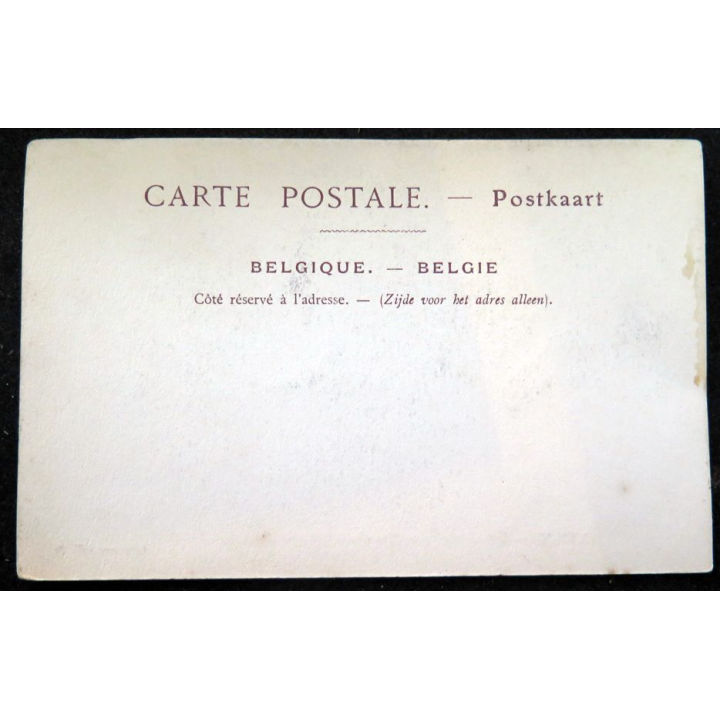 CARTE POSTALE. — Postkaart
BELGIQUE. — BELGIE
Côté réservé à l'adresse. — (Zijde voor het adres alleen).